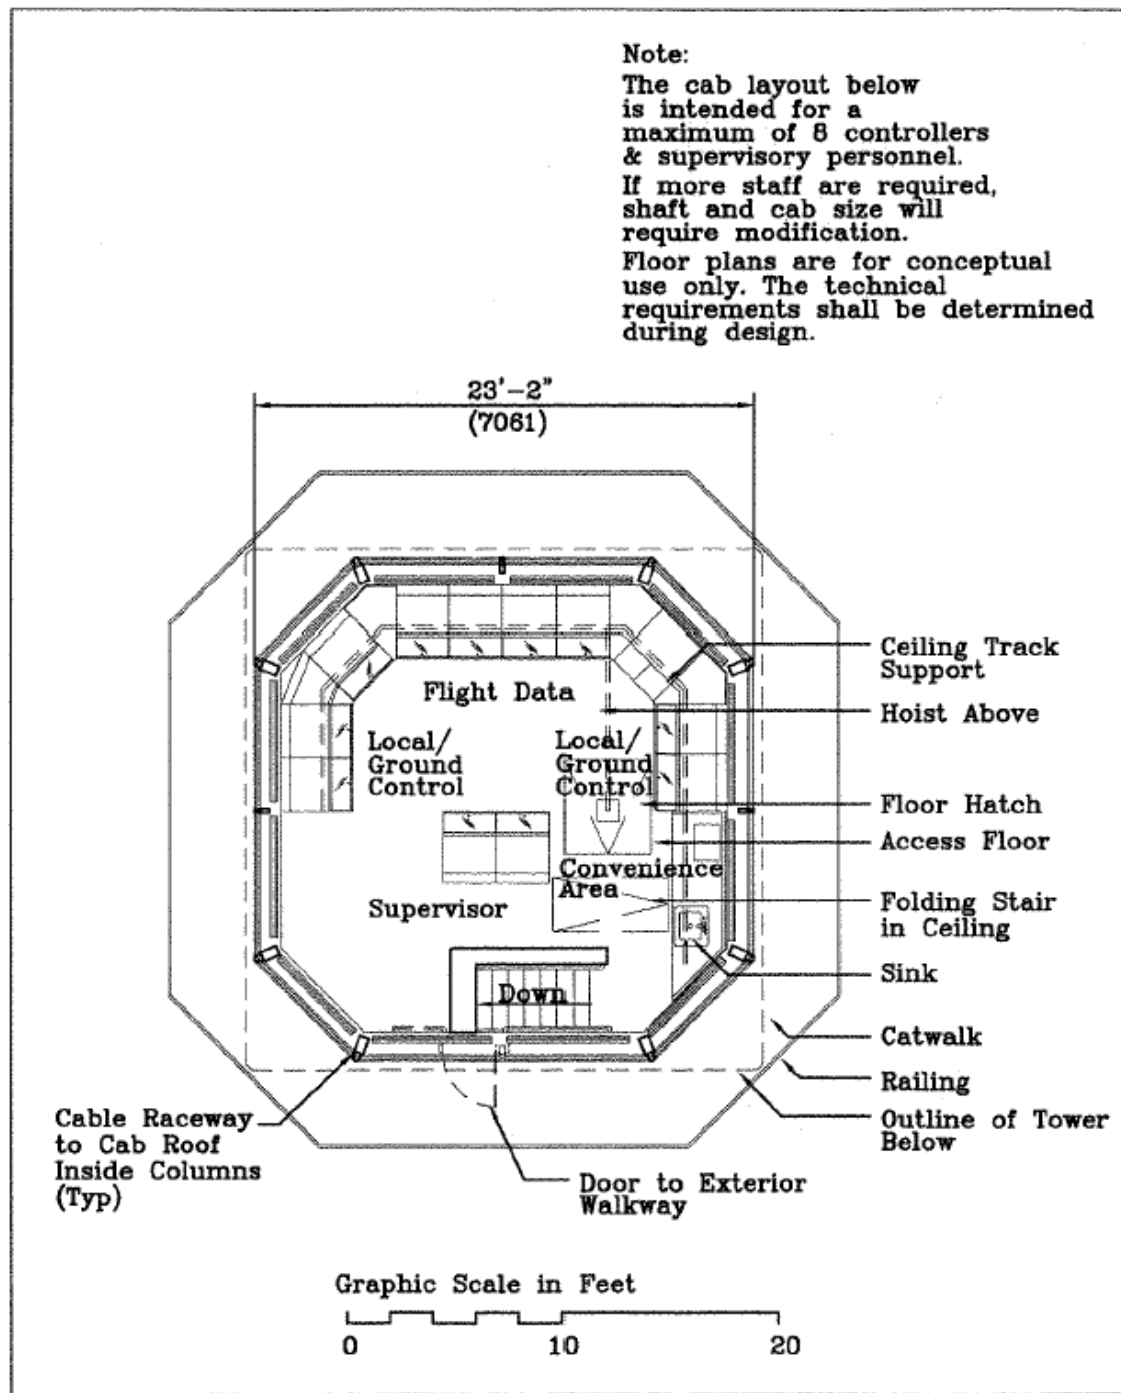 Note:
The cab layout below
is intended for a
maximum of 8 controllers
& supervisory personnel.
If more staff are required,
shaft and cab size will
require modification.
Floor plans are for conceptual
use only. The technical
requirements shall be determined
during design.
23'-2"
(7061)
Ceiling Track
Support
Flight Data
Hoist Above
Local/
Ground
Control
Local/
Ground
Control
Floor Hatch
Access Floor
Convenience
Area
Folding Stair
in Ceiling
Supervisor
Sink
Down
Catwalk
Railing
Outline of Tower
Below
Cable Raceway
to Cab Roof
Inside Columns
(Typ)
Door to Exterior
Walkway
Graphic Scale in Feet
0 10 20